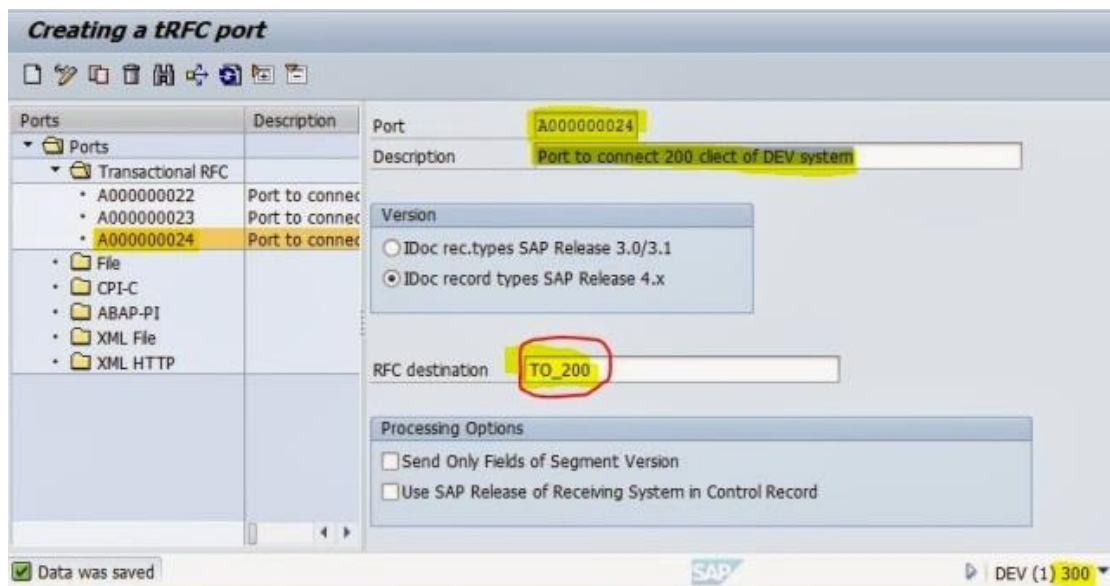 Creating a tRFC port
Ports Description
Ports
Transactional RFC
A000000022 Port to connec
A000000023 Port to connec
A000000024 Port to connec
File
CPI-C
ABAP-PI
XML File
XML HTTP
Port A000000024
Description Port to connect 200 cliect of DEV system
Version
IDoc rec.types SAP Release 3.0/3.1
IDoc record types SAP Release 4.x
RFC destination TO_200
Processing Options
Send Only Fields of Segment Version
Use SAP Release of Receiving System in Control Record
Data was saved SAP DEV (1) 300